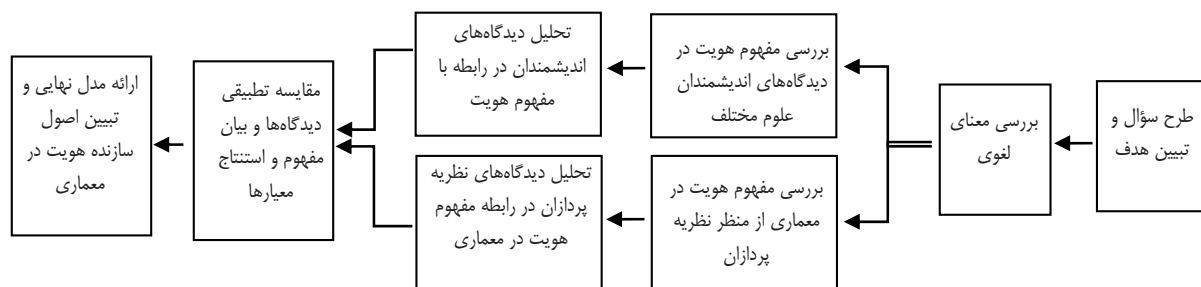 طرح سؤال و
تبیین هدف
بررسی معنای
لغوی
بررسی مفهوم هویت در
دیدگاه‌های اندیشمندان
علوم مختلف
تحلیل دیدگاه‌های
اندیشمندان در رابطه با
مفهوم هویت
بررسی مفهوم هویت در
معماری از منظر نظریه
پردازان
تحلیل دیدگاه‌های نظریه
پردازان در رابطه مفهوم
هویت در معماری
مقایسه تطبیقی
دیدگاه‌ها و بیان
مفهوم و استنتاج
معیارها
ارائه مدل نهایی و
تبیین اصول
سازنده هویت در
معماری